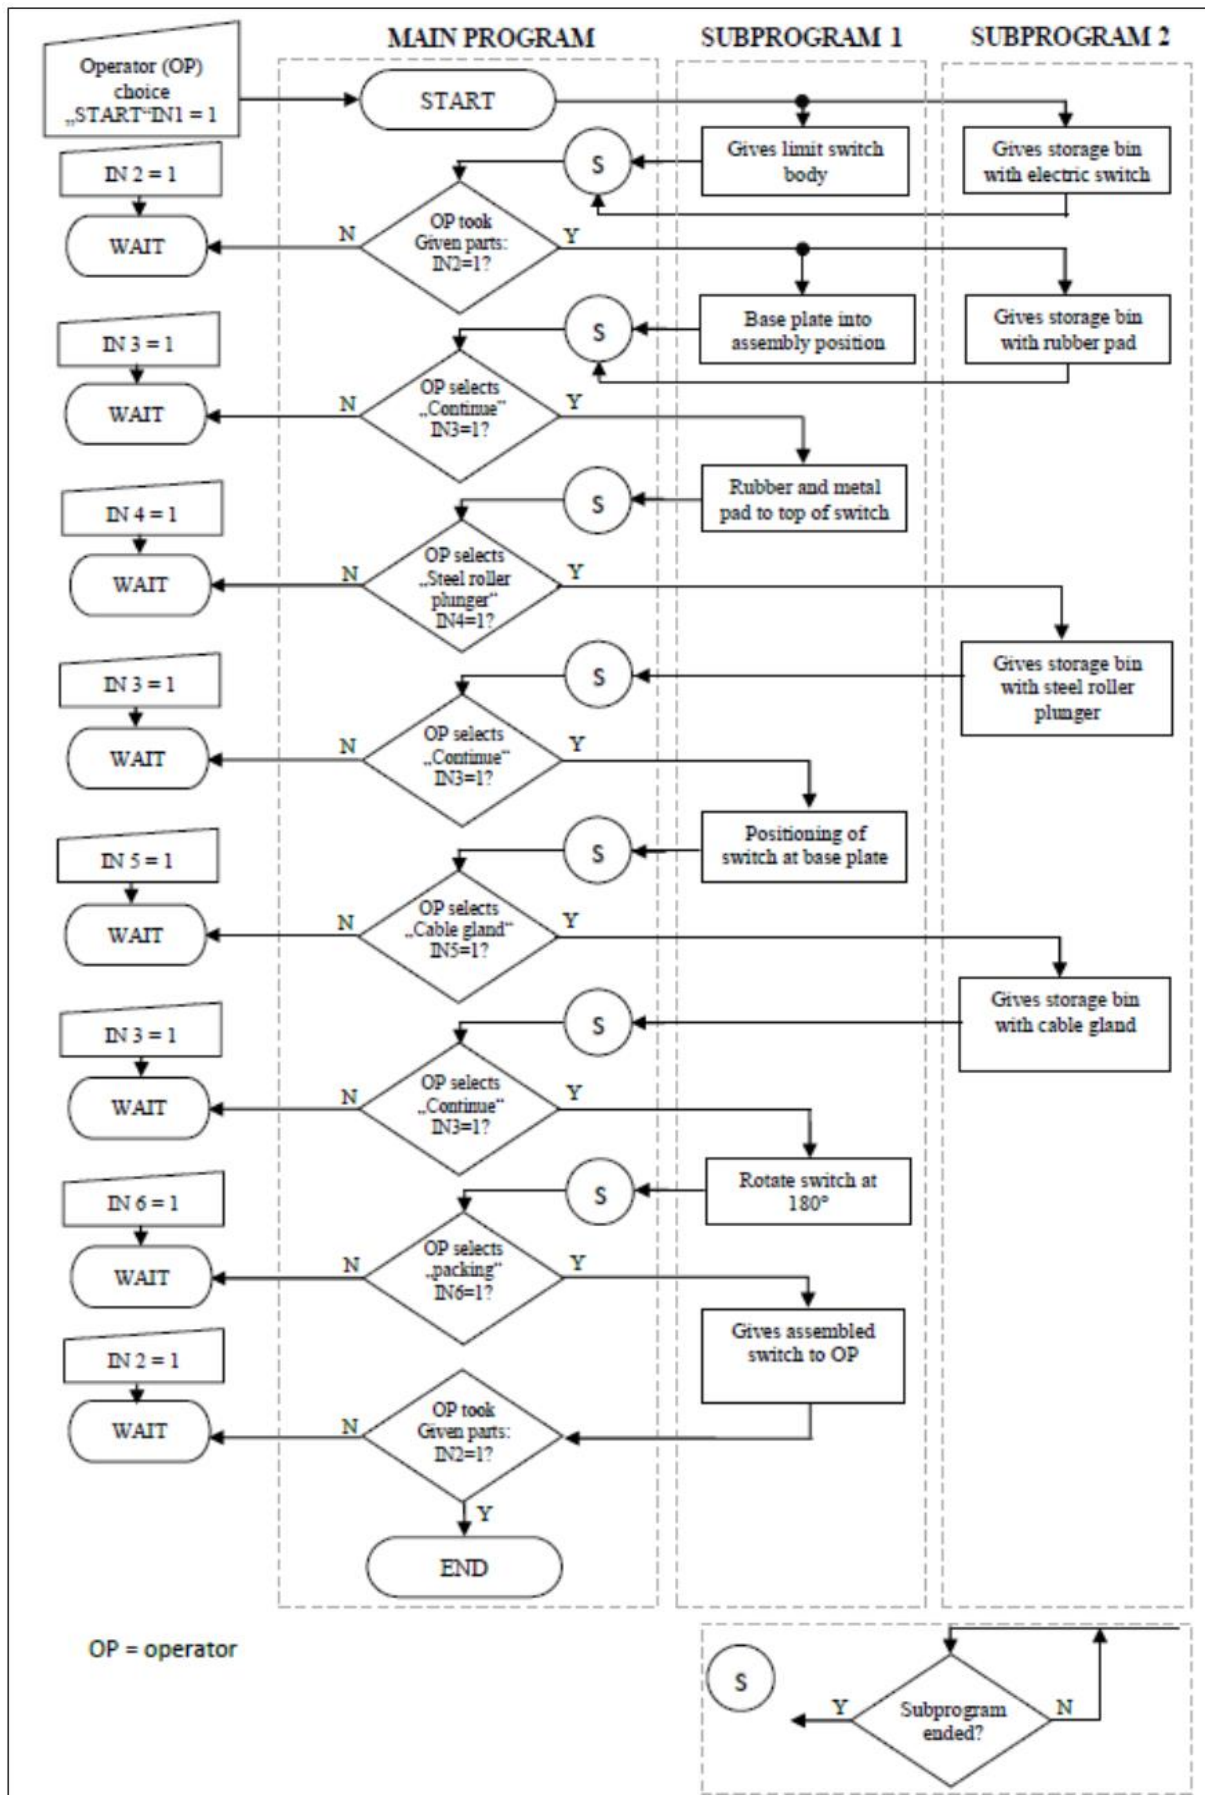 MAIN PROGRAM
SUBPROGRAM 1
SUBPROGRAM 2
Operator (OP)
choice
„START“IN1 = 1
START
IN 2 = 1
WAIT
S
Gives limit switch
body
Gives storage bin
with electric switch
OP took
Given parts:
IN2=1?
N
Y
IN 3 = 1
WAIT
S
Base plate into
assembly position
Gives storage bin
with rubber pad
OP selects
„Continue“
IN3=1?
N
Y
IN 4 = 1
WAIT
S
Rubber and metal
pad to top of switch
OP selects
„Steel roller
plunger“
IN4=1?
N
Y
IN 3 = 1
WAIT
S
Gives storage bin
with steel roller
plunger
OP selects
„Continue“
IN3=1?
N
Y
IN 5 = 1
WAIT
S
Positioning of
switch at base plate
OP selects
„Cable gland“
IN5=1?
N
Y
IN 3 = 1
WAIT
S
Gives storage bin
with cable gland
OP selects
„Continue“
IN3=1?
N
Y
IN 6 = 1
WAIT
S
Rotate switch at
180°
OP selects
„packing“
IN6=1?
N
Y
IN 2 = 1
WAIT
Gives assembled
switch to OP
OP took
Given parts:
IN2=1?
N
Y
END
OP = operator
S
Y
Subprogram
ended?
N